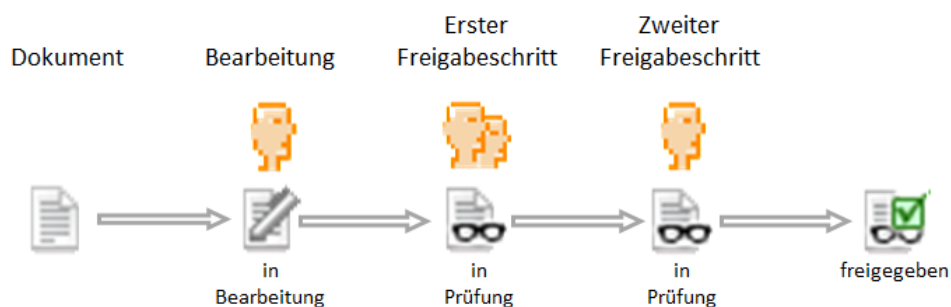 Dokument
Bearbeitung
Erster
Freigabeschritt
Zweiter
Freigabeschritt
in
Bearbeitung
in
Prüfung
in
Prüfung
freigegeben